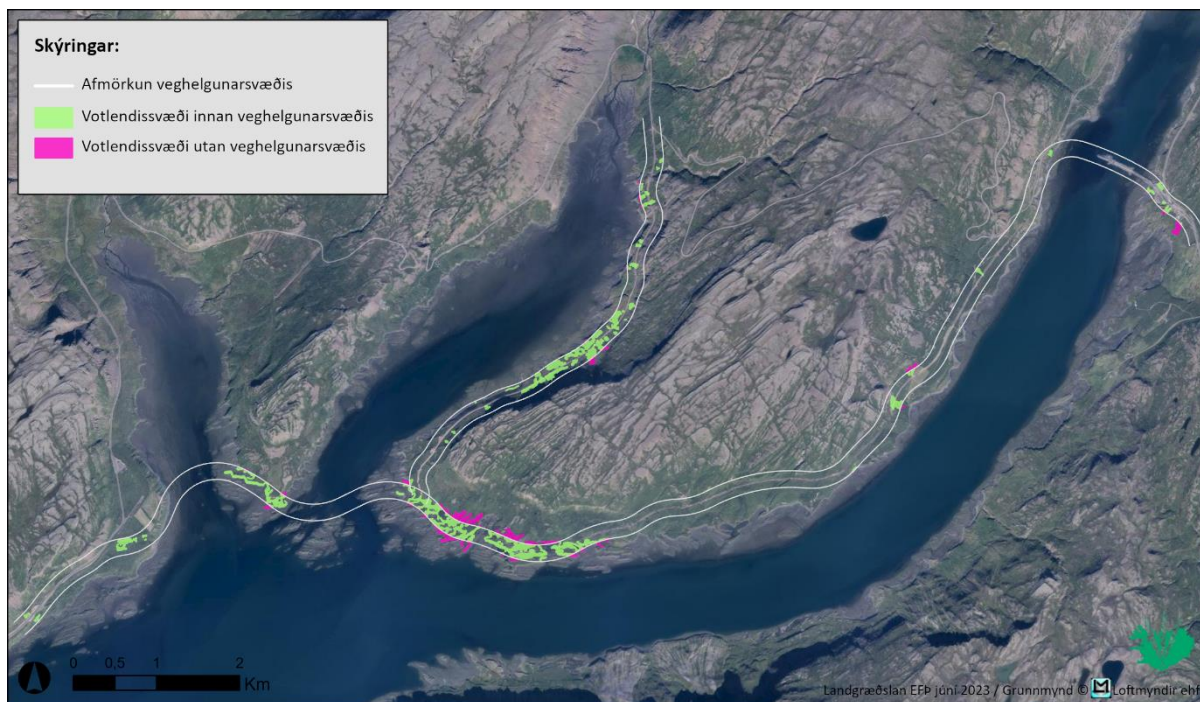 Skýringar:
Afmörkun veghelgunarsvæðis
Votlendissvæði innan veghelgunarsvæðis
Votlendissvæði utan veghelgunarsvæðis
0 0,5 1 2
Km
Landgræðslan EFÞ júní 2023 / Grunnmynd © Loftmyndir ehf